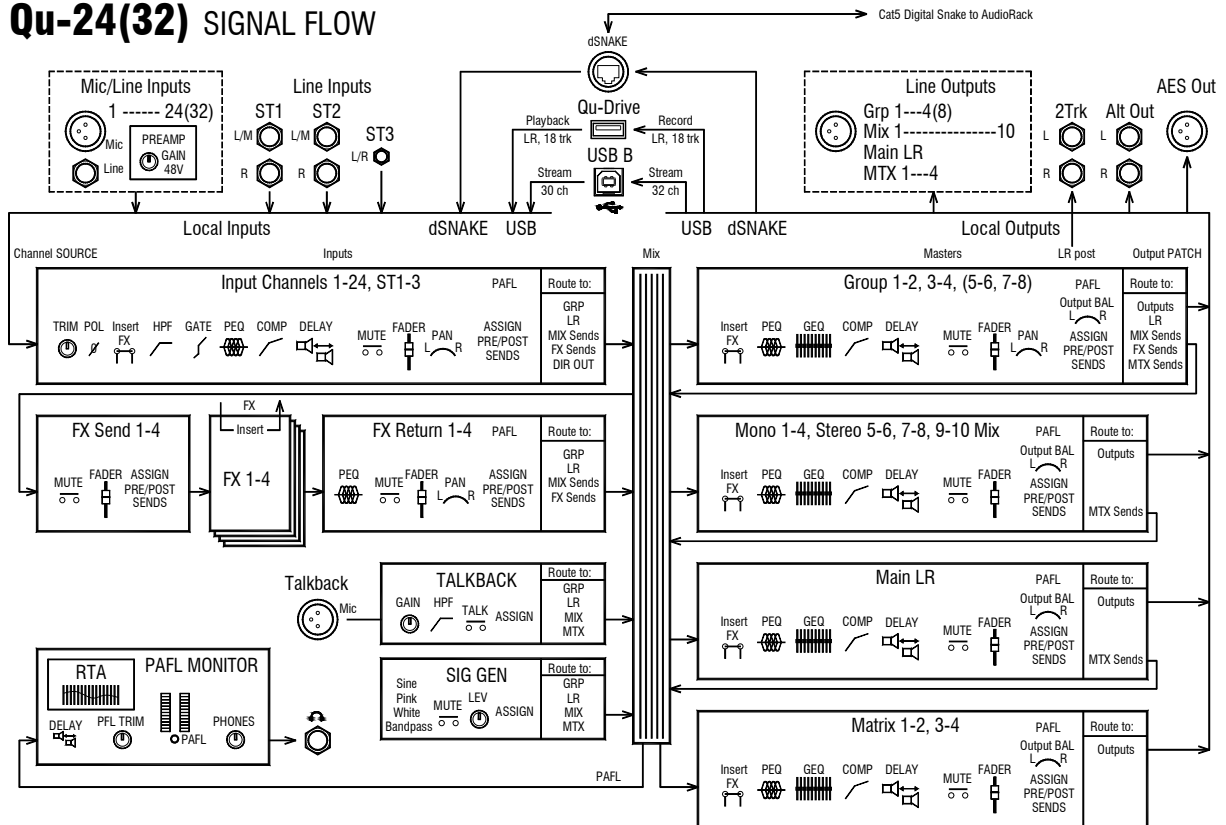 Qu-24(32) SIGNAL FLOW
Cat5 Digital Snake to AudioRack
dSNAKE
Mic/Line Inputs
1 ------ 24(32)
Mic
Line
PREAMP
GAIN
48V
Line Inputs
ST1
ST2
ST3
L/M
L/M
L/R
R
R
Qu-Drive
Playback
LR, 18 trk
Record
LR, 18 trk
USB B
Stream
30 ch
Stream
32 ch
Line Outputs
Grp 1---4(8)
Mix 1--------------10
Main LR
MTX 1---4
2Trk
L
R
Alt Out
L
R
AES Out
Local Inputs
dSNAKE
USB
USB
dSNAKE
Local Outputs
Channel SOURCE
Inputs
Mix
Masters
LR post
Output PATCH
Input Channels 1-24, ST1-3
PAFL
Route to:
TRIM
POL
Insert
FX
HPF
GATE
PEQ
COMP
DELAY
MUTE
FADER
PAN
L
R
ASSIGN
PRE/POST
SENDS
GRP
LR
MIX Sends
FX Sends
DIR OUT
Group 1-2, 3-4, (5-6, 7-8)
PAFL
Route to:
Insert
FX
PEQ
GEQ
COMP
DELAY
MUTE
FADER
PAN
L
R
Output BAL
L
R
ASSIGN
PRE/POST
SENDS
Outputs
LR
MIX Sends
FX Sends
MTX Sends
FX Send 1-4
MUTE
FADER
ASSIGN
PRE/POST
SENDS
FX
Insert
FX 1-4
FX Return 1-4
PAFL
Route to:
PEQ
MUTE
FADER
PAN
L
R
ASSIGN
PRE/POST
SENDS
GRP
LR
MIX Sends
FX Sends
Mono 1-4, Stereo 5-6, 7-8, 9-10 Mix
PAFL
Route to:
Insert
FX
PEQ
GEQ
COMP
DELAY
MUTE
FADER
Output BAL
L
R
ASSIGN
PRE/POST
SENDS
Outputs
MTX Sends
Talkback
Mic
TALKBACK
Route to:
GAIN
HPF
TALK
ASSIGN
GRP
LR
MIX
MTX
Main LR
PAFL
Route to:
Insert
FX
PEQ
GEQ
COMP
DELAY
MUTE
FADER
Output BAL
L
R
ASSIGN
PRE/POST
SENDS
Outputs
MTX Sends
RTA
PAFL MONITOR
DELAY
PFL TRIM
PAFL
PHONES
SIG GEN
Route to:
Sine
Pink
White
Bandpass
MUTE
LEV
ASSIGN
GRP
LR
MIX
MTX
PAFL
Matrix 1-2, 3-4
PAFL
Route to:
Insert
FX
PEQ
GEQ
COMP
DELAY
MUTE
FADER
Output BAL
L
R
ASSIGN
PRE/POST
SENDS
Outputs